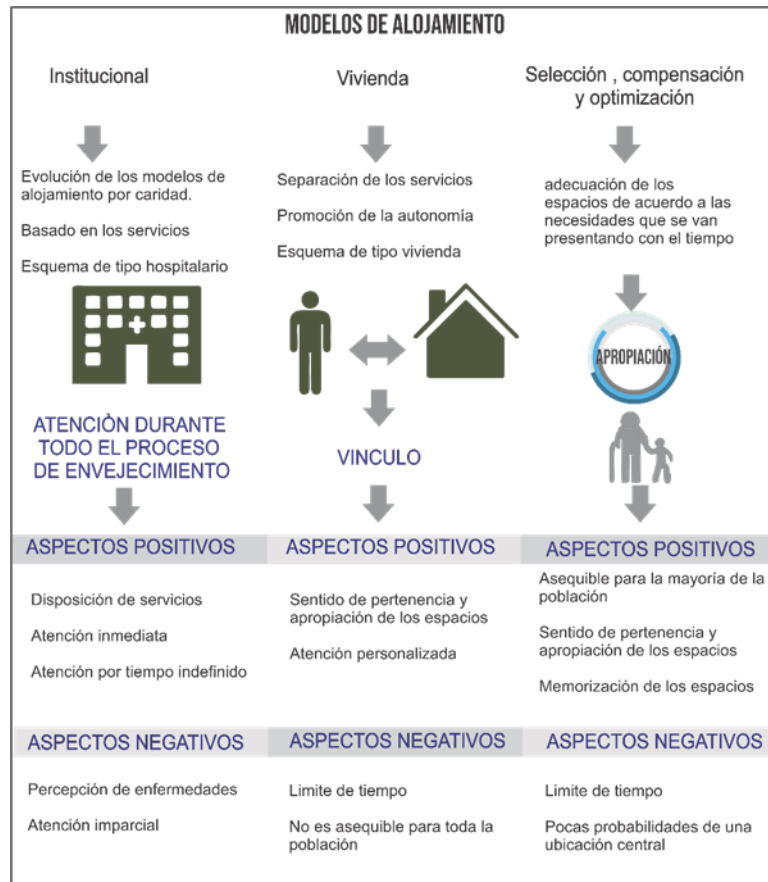 MODELOS DE ALOJAMIENTO
Institucional
Evolución de los modelos de
alojamiento por caridad.
Basado en los servicios
Esquema de tipo hospitalario
ATENCIÒN DURANTE
TODO EL PROCESO
DE ENVEJECIMIENTO
ASPECTOS POSITIVOS
Disposición de servicios
Atención inmediata
Atención por tiempo indefinido
ASPECTOS NEGATIVOS
Percepción de enfermedades
Atención imparcial
Vivienda
Separación de los servicios
Promoción de la autonomía
Esquema de tipo vivienda
VINCULO
ASPECTOS POSITIVOS
Sentido de pertenencia y
apropiación de los espacios
Atención personalizada
ASPECTOS NEGATIVOS
Limite de tiempo
No es asequible para toda la
población
Selección , compensación
y optimización
adecuación de los
espacios de acuerdo a las
necesidades que se van
presentando con el tiempo
APROPIACIÓN
ASPECTOS POSITIVOS
Asequible para la mayoría de la
población
Sentido de pertenencia y
apropiación de los espacios
Memorización de los espacios
ASPECTOS NEGATIVOS
Limite de tiempo
Pocas probabilidades de una
ubicación central